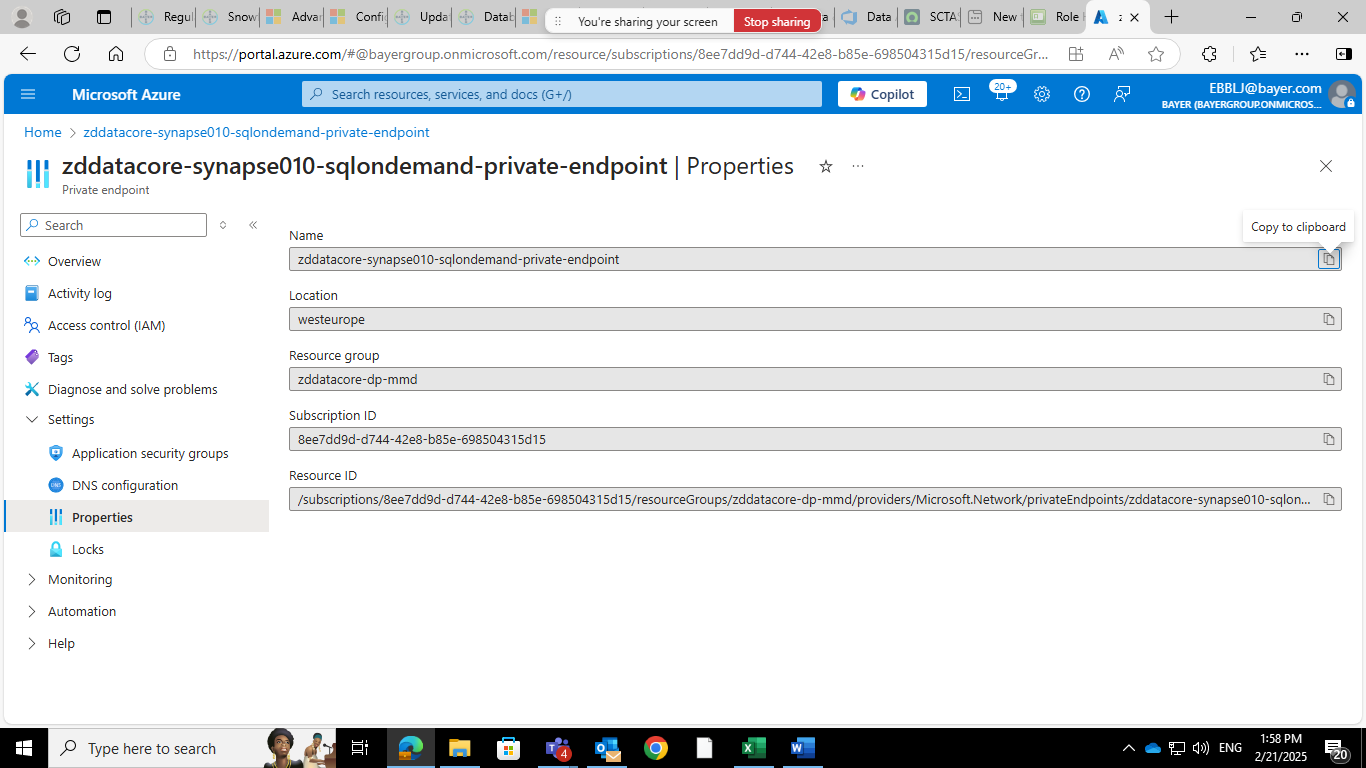 Regul
Snow
Adva
Confi
Upda
Datab
You're sharing your screen
Stop sharing
Data
SCTAS
New
Role
https://portal.azure.com/#@bayergroup.onmicrosoft.com/resource/subscriptions/8ee7dd9d-d744-42e8-b85e-698504315d15/resourceGr...
Microsoft Azure
Search resources, services, and docs (G+/)
Copilot
20+
EBBLJ@bayer.com
BAYER (BAYERGROUP.ONMICROS...
Home > zddatacore-synapse010-sqlondemand-private-endpoint
zddatacore-synapse010-sqlondemand-private-endpoint | Properties
Private endpoint
Search
Overview
Activity log
Access control (IAM)
Tags
Diagnose and solve problems
Settings
Application security groups
DNS configuration
Properties
Locks
Monitoring
Automation
Help
Copy to clipboard
Name
zddatacore-synapse010-sqlondemand-private-endpoint
Location
westeurope
Resource group
zddatacore-dp-mmd
Subscription ID
8ee7dd9d-d744-42e8-b85e-698504315d15
Resource ID
/subscriptions/8ee7dd9d-d744-42e8-b85e-698504315d15/resourceGroups/zddatacore-dp-mmd/providers/Microsoft.Network/privateEndpoints/zddatacore-synapse010-sqlon...
Type here to search
4
ENG
1:58 PM
2/21/2025
20